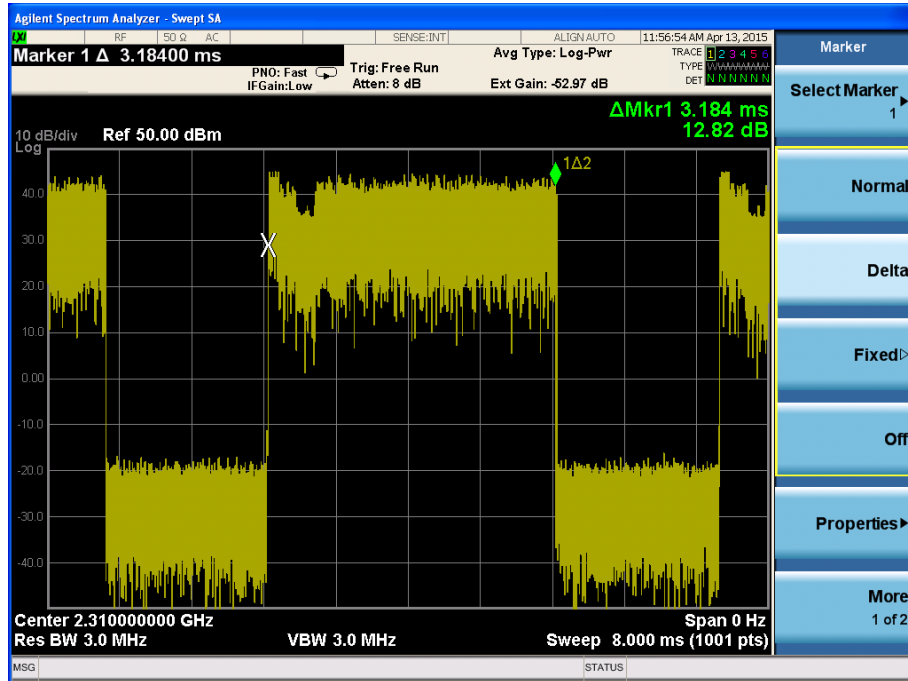 Agilent Spectrum Analyzer - Swept SA
LXI RF 50 Ω AC SENSE:INT ALIGN AUTO 11:56:54 AM Apr 13, 2015
Marker 1 Δ 3.18400 ms
PNO: Fast
IFGain:Low
Trig: Free Run
Atten: 8 dB
Avg Type: Log-Pwr
Ext Gain: -52.97 dB
TRACE 1 2 3 4 5 6
TYPE
DET N N N N N N
ΔMkr1 3.184 ms
12.82 dB
10 dB/div Ref 50.00 dBm
Log
1Δ2
40.0
30.0
20.0
10.0
0.00
-10.0
-20.0
-30.0
-40.0
X
Center 2.310000000 GHz Span 0 Hz
Res BW 3.0 MHz VBW 3.0 MHz Sweep 8.000 ms (1001 pts)
MSG STATUS
Marker
Select Marker
1
Normal
Delta
Fixed
Off
Properties
More
1 of 2